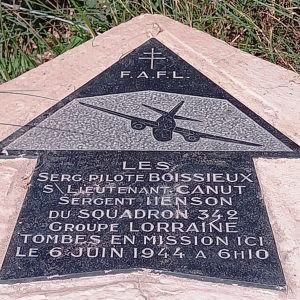 F.A.F.L.
LES
SERG. PILOTE BOISSIEUX
S/LIEUTENANT CANUT
SERGENT HENSON
DU SQUADRON 342
GROUPE LORRAINE
TOMBES EN MISSION ICI
LE 6 JUIN 1944 A 6H10